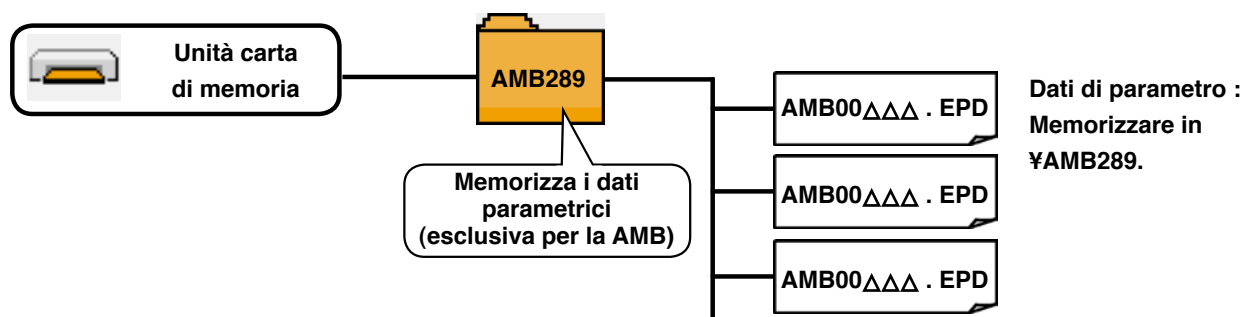 Unità carta
di memoria
AMB289
Memorizza i dati
parametrici
(esclusiva per la AMB)
AMB00△△△ . EPD
AMB00△△△ . EPD
AMB00△△△ . EPD
Dati di parametro :
Memorizzare in
¥AMB289.